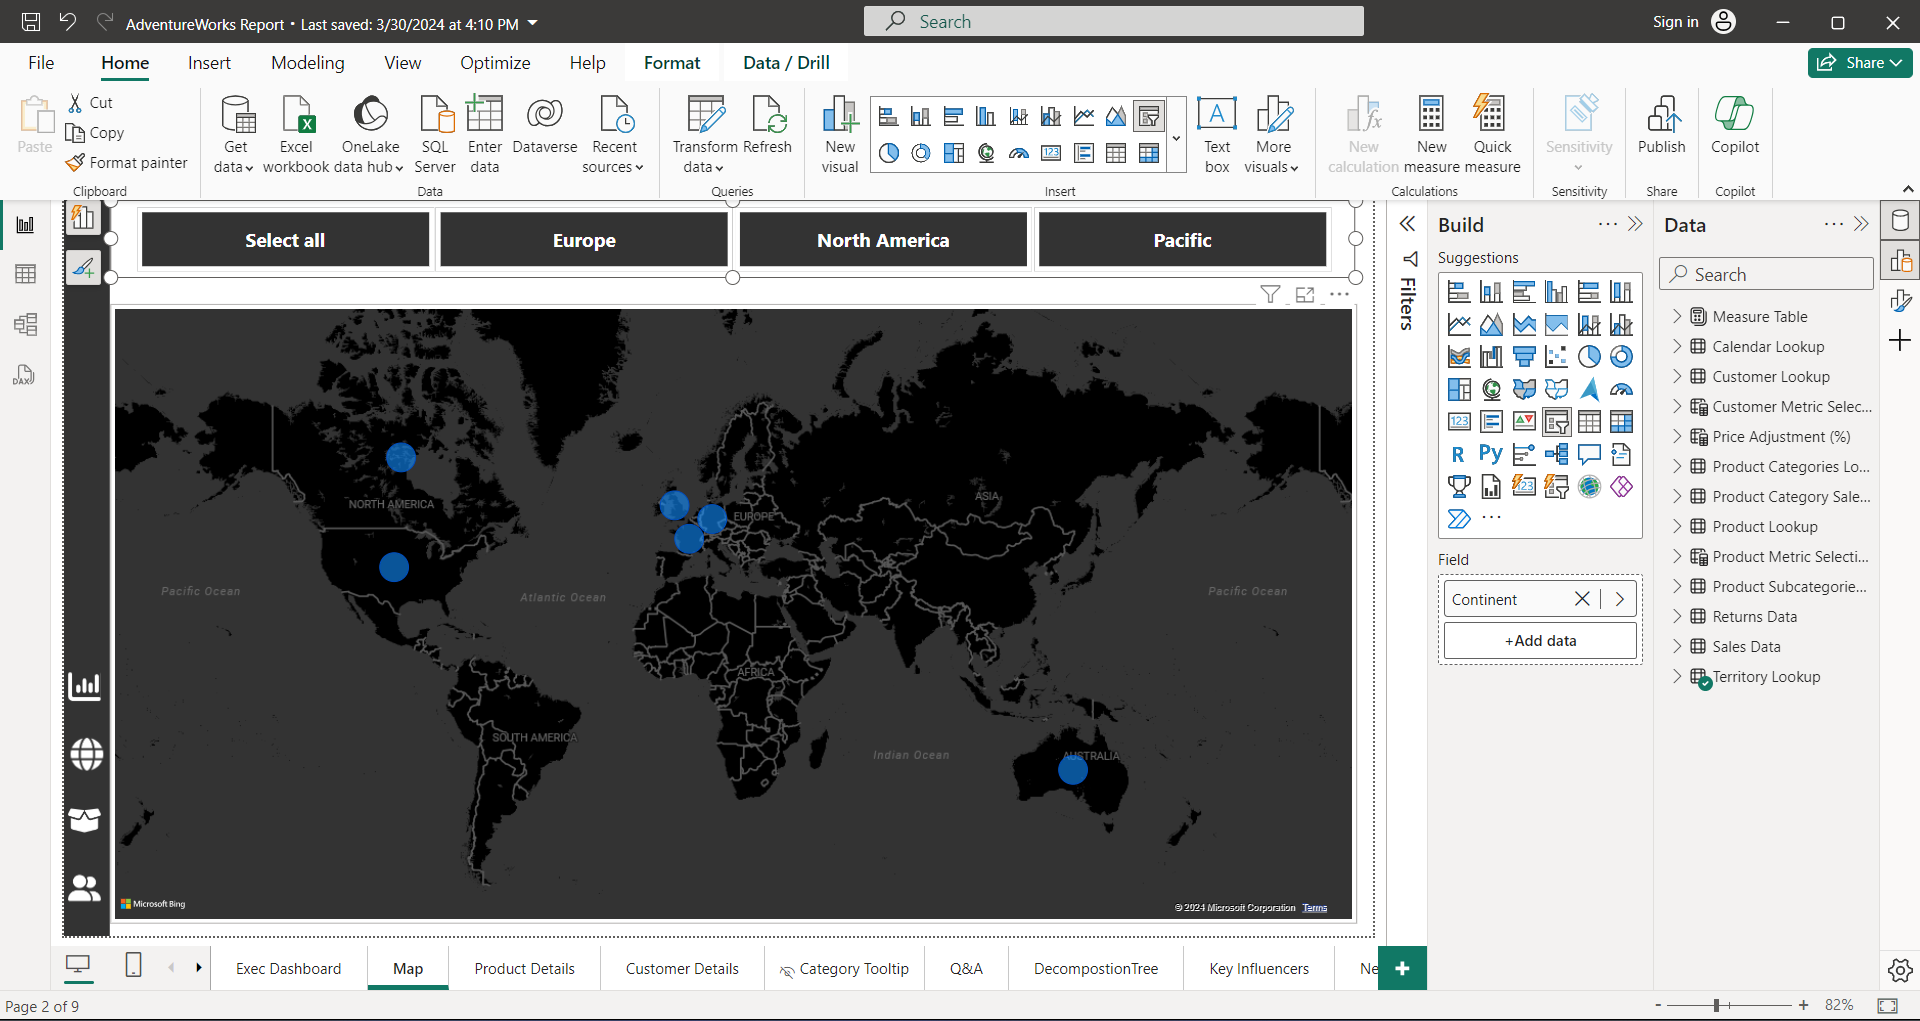 AdventureWorks Report • Last saved: 3/30/2024 at 4:10 PM
Search
Sign in
File
Home
Insert
Modeling
View
Optimize
Help
Format
Data / Drill
Share
Paste
Cut
Copy
Format painter
Clipboard
Get data
Excel workbook
OneLake data hub
SQL Server
Enter data
Dataverse
Recent sources
Data
Transform data
Refresh
Queries
New visual
Text box
More visuals
Insert
New calculation
New measure
Quick measure
Calculations
Sensitivity
Sensitivity
Publish
Share
Copilot
Copilot
Select all
Europe
North America
Pacific
NORTH AMERICA
EUROPE
ASIA
Pacific Ocean
Atlantic Ocean
Pacific Ocean
AFRICA
SOUTH AMERICA
Indian Ocean
AUSTRALIA
Microsoft Bing
© 2024 Microsoft Corporation Terms
Filters
Build
Suggestions
123
R
Py
123
Field
Continent
+Add data
Data
Search
Measure Table
Calendar Lookup
Customer Lookup
Customer Metric Selec...
Price Adjustment (%)
Product Categories Lo...
Product Category Sale...
Product Lookup
Product Metric Selecti...
Product Subcategorie...
Returns Data
Sales Data
Territory Lookup
DAX
Exec Dashboard
Map
Product Details
Customer Details
Category Tooltip
Q&A
DecompostionTree
Key Influencers
Ne
Page 2 of 9
- + 82%